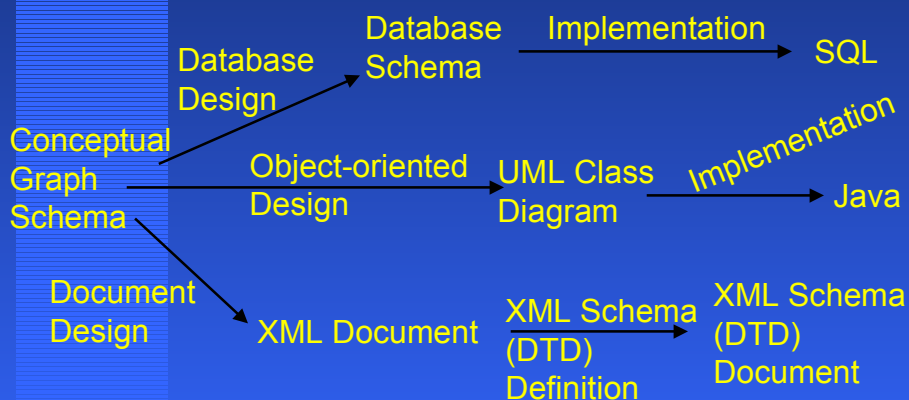 Database
Schema
Implementation
SQL
Database
Design
Conceptual
Graph
Schema
Object-oriented
Design
UML Class
Diagram
Implementation
Java
Document
Design
XML Document
XML Schema
(DTD)
Definition
XML Schema
(DTD)
Document